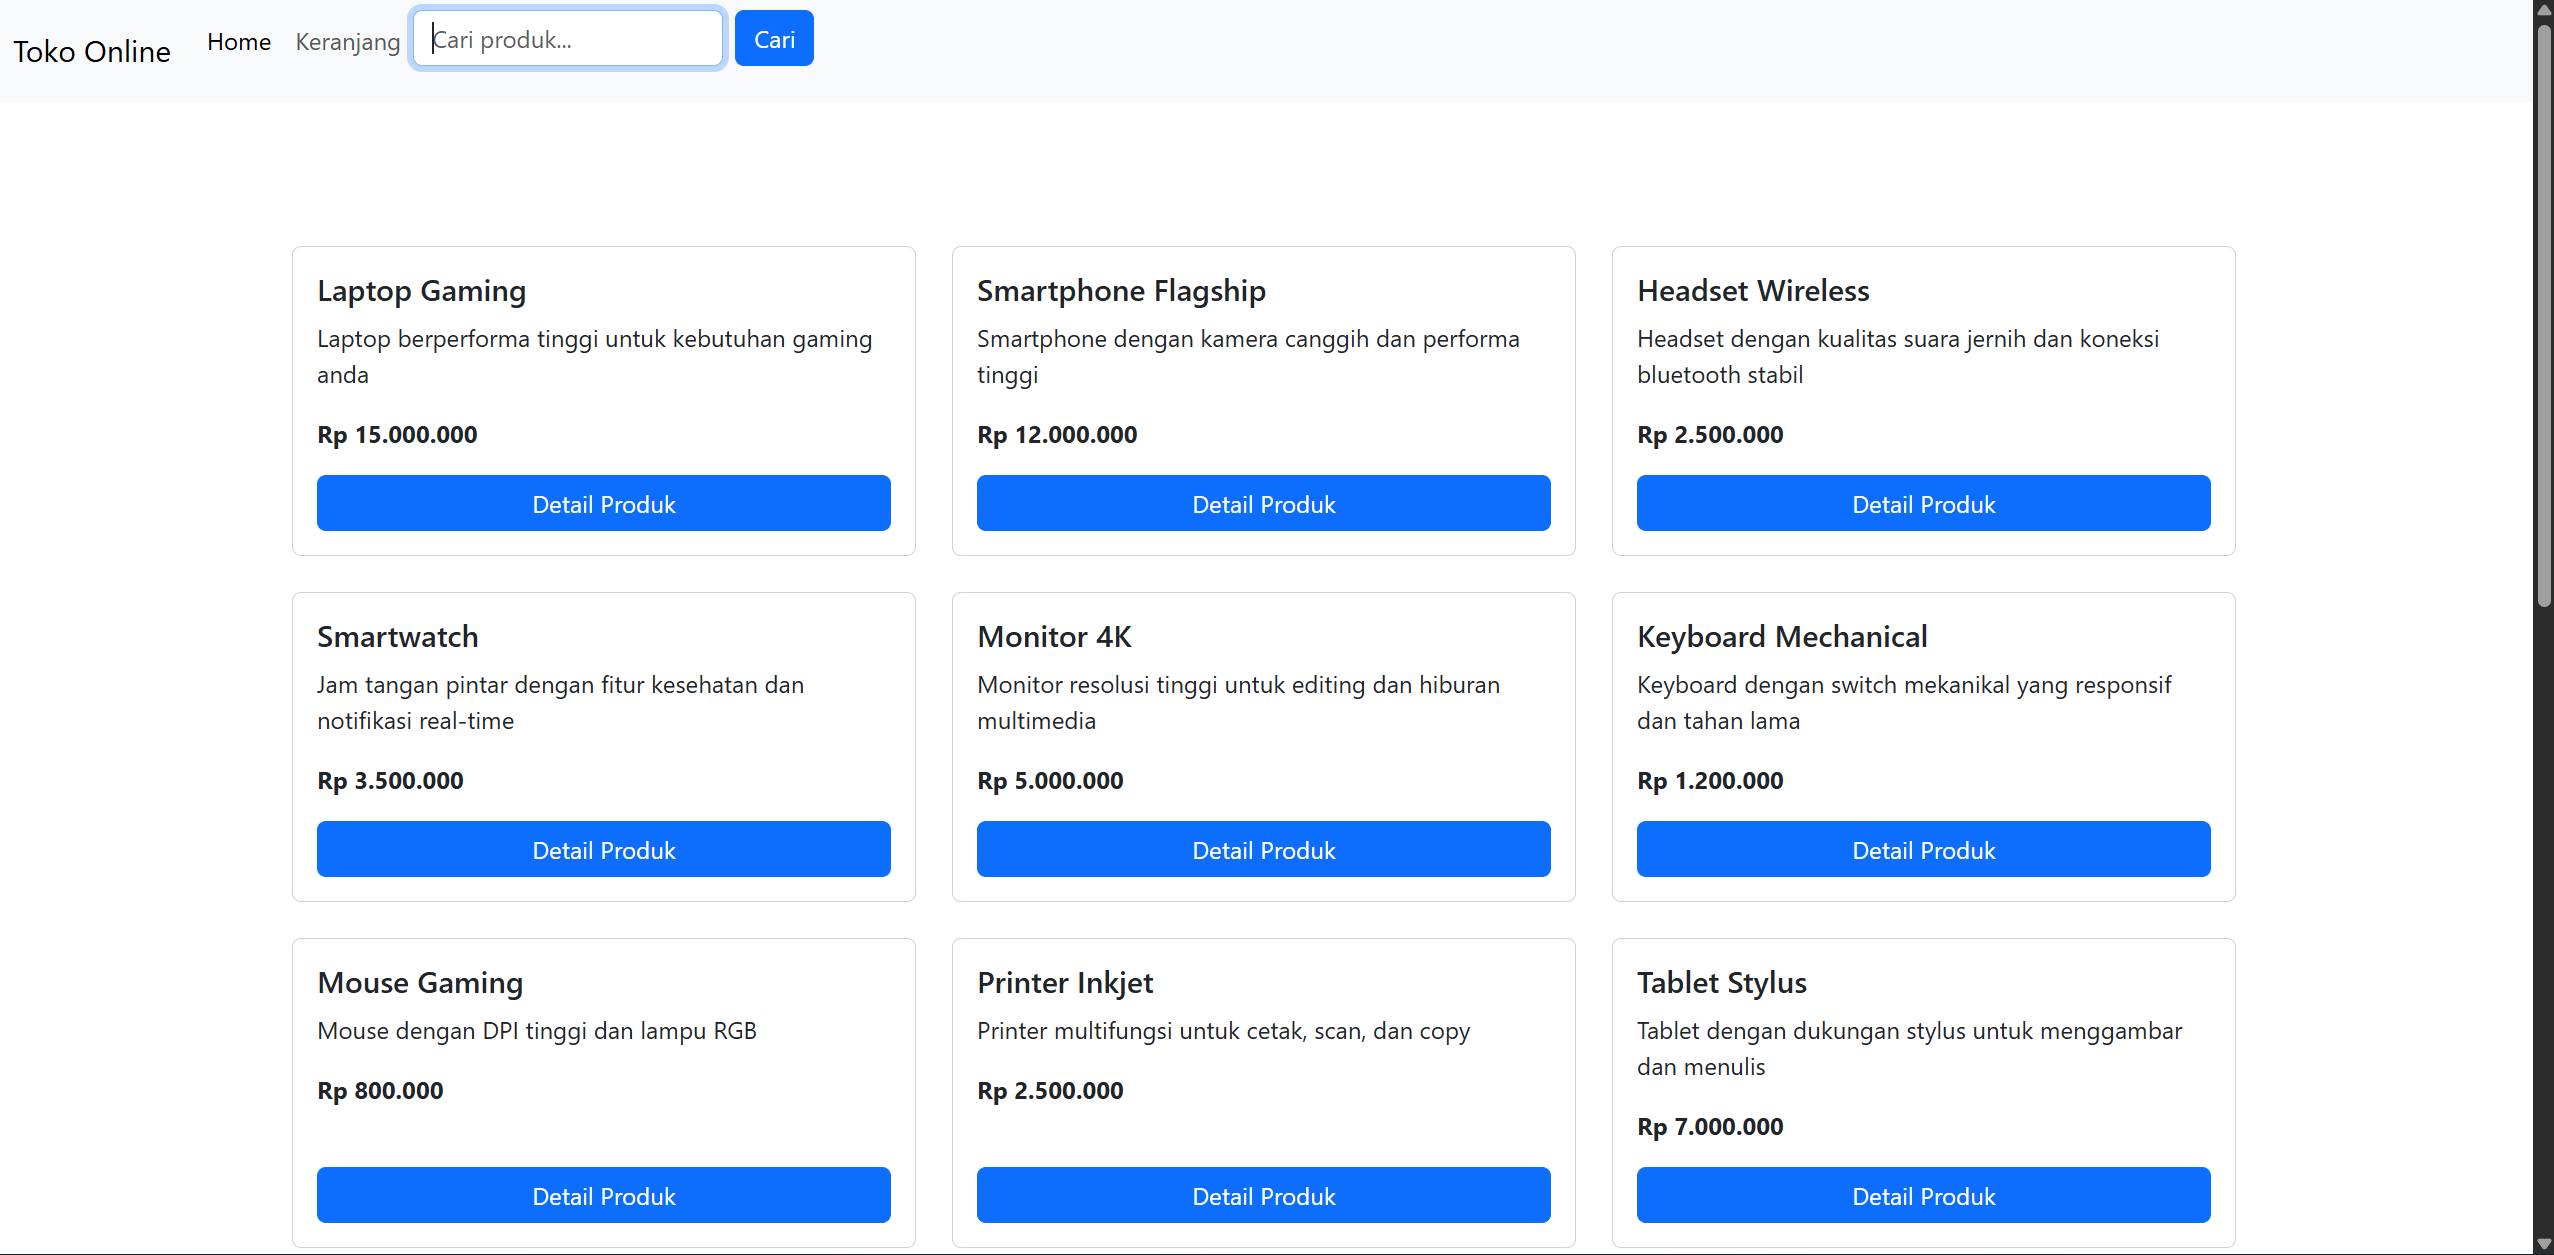 Toko Online
Home
Keranjang
Cari produk...
Cari
Laptop Gaming
Laptop berperforma tinggi untuk kebutuhan gaming
anda
Rp 15.000.000
Detail Produk
Smartphone Flagship
Smartphone dengan kamera canggih dan performa
tinggi
Rp 12.000.000
Detail Produk
Headset Wireless
Headset dengan kualitas suara jernih dan koneksi
bluetooth stabil
Rp 2.500.000
Detail Produk
Smartwatch
Jam tangan pintar dengan fitur kesehatan dan
notifikasi real-time
Rp 3.500.000
Detail Produk
Monitor 4K
Monitor resolusi tinggi untuk editing dan hiburan
multimedia
Rp 5.000.000
Detail Produk
Keyboard Mechanical
Keyboard dengan switch mekanikal yang responsif
dan tahan lama
Rp 1.200.000
Detail Produk
Mouse Gaming
Mouse dengan DPI tinggi dan lampu RGB
Rp 800.000
Detail Produk
Printer Inkjet
Printer multifungsi untuk cetak, scan, dan copy
Rp 2.500.000
Detail Produk
Tablet Stylus
Tablet dengan dukungan stylus untuk menggambar
dan menulis
Rp 7.000.000
Detail Produk